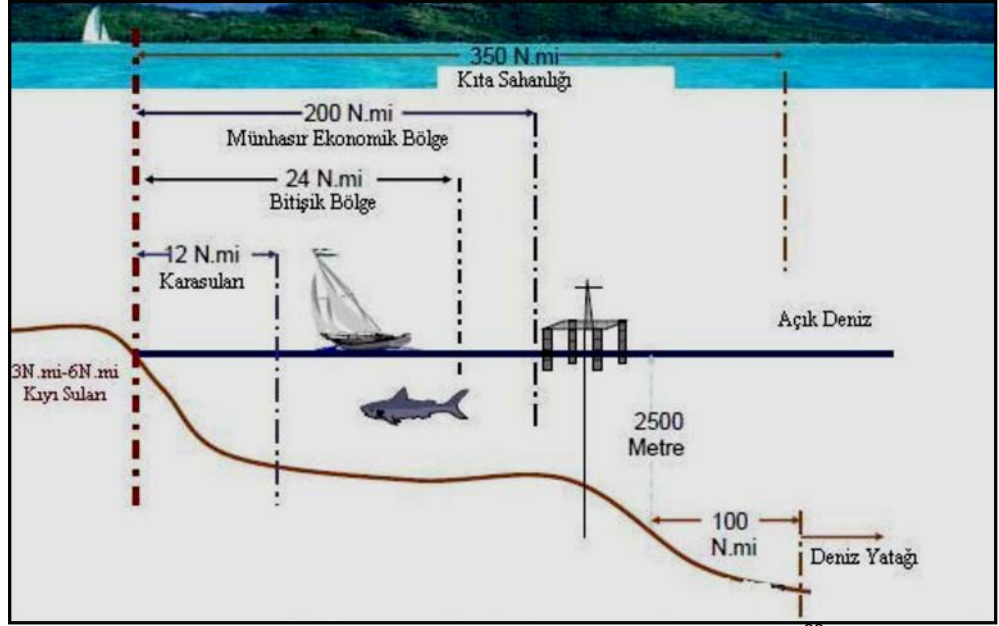 350 N.mi
Kıta Sahanlığı
200 N.mi
Münhasır Ekonomik Bölge
24 N.mi
Bitişik Bölge
12 N.mi
Karasuları
Açık Deniz
3N.mi-6N.mi
Kıyı Suları
2500
Metre
100
N.mi
Deniz Yatağı